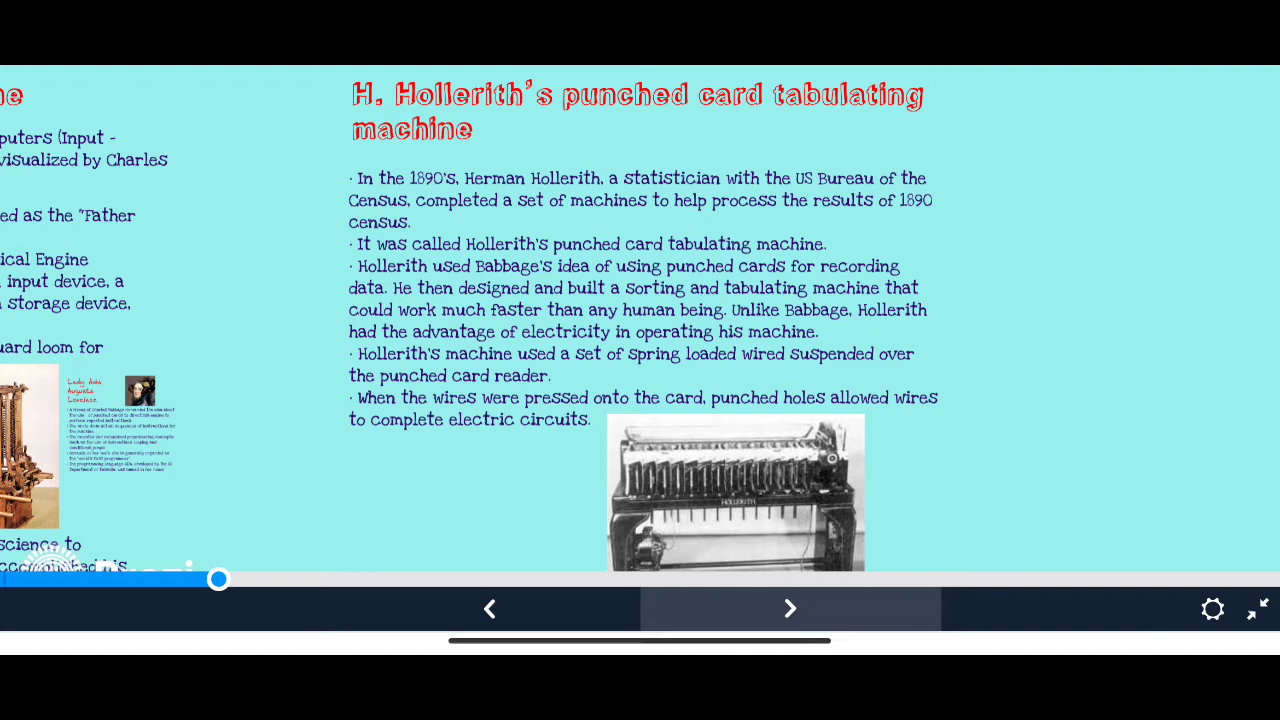 ne
puters (Input -
visualized by Charles
ed as the "Father
ical Engine
input device, a
storage device,
uard loom for
Lady Ada
Augusta
Lovelace
science to
H. Hollerith's punched card tabulating
machine
· In the 1890's, Herman Hollerith, a statistician with the US Bureau of the
Census, completed a set of machines to help process the results of 1890
census.
· It was called Hollerith's punched card tabulating machine.
· Hollerith used Babbage's idea of using punched cards for recording
data. He then designed and built a sorting and tabulating machine that
could work much faster than any human being. Unlike Babbage, Hollerith
had the advantage of electricity in operating his machine.
· Hollerith's machine used a set of spring loaded wired suspended over
the punched card reader.
· When the wires were pressed onto the card, punched holes allowed wires
to complete electric circuits.
HOLLERITH